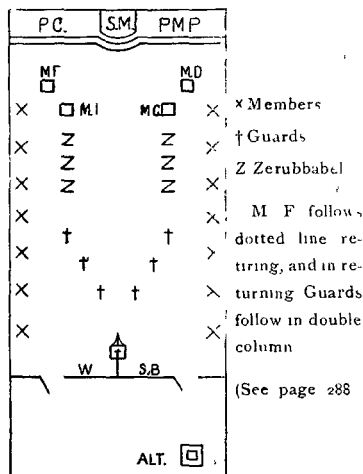 P C. S.M. PMP
M F M.D
M.I M C
× Members
† Guards
Z Zerubbabel
Z Z
Z Z
Z Z
M F follows
dotted line re-
tiring, and in re-
turning Guards
follow in double
column
W S.B
(See page 288
ALT.